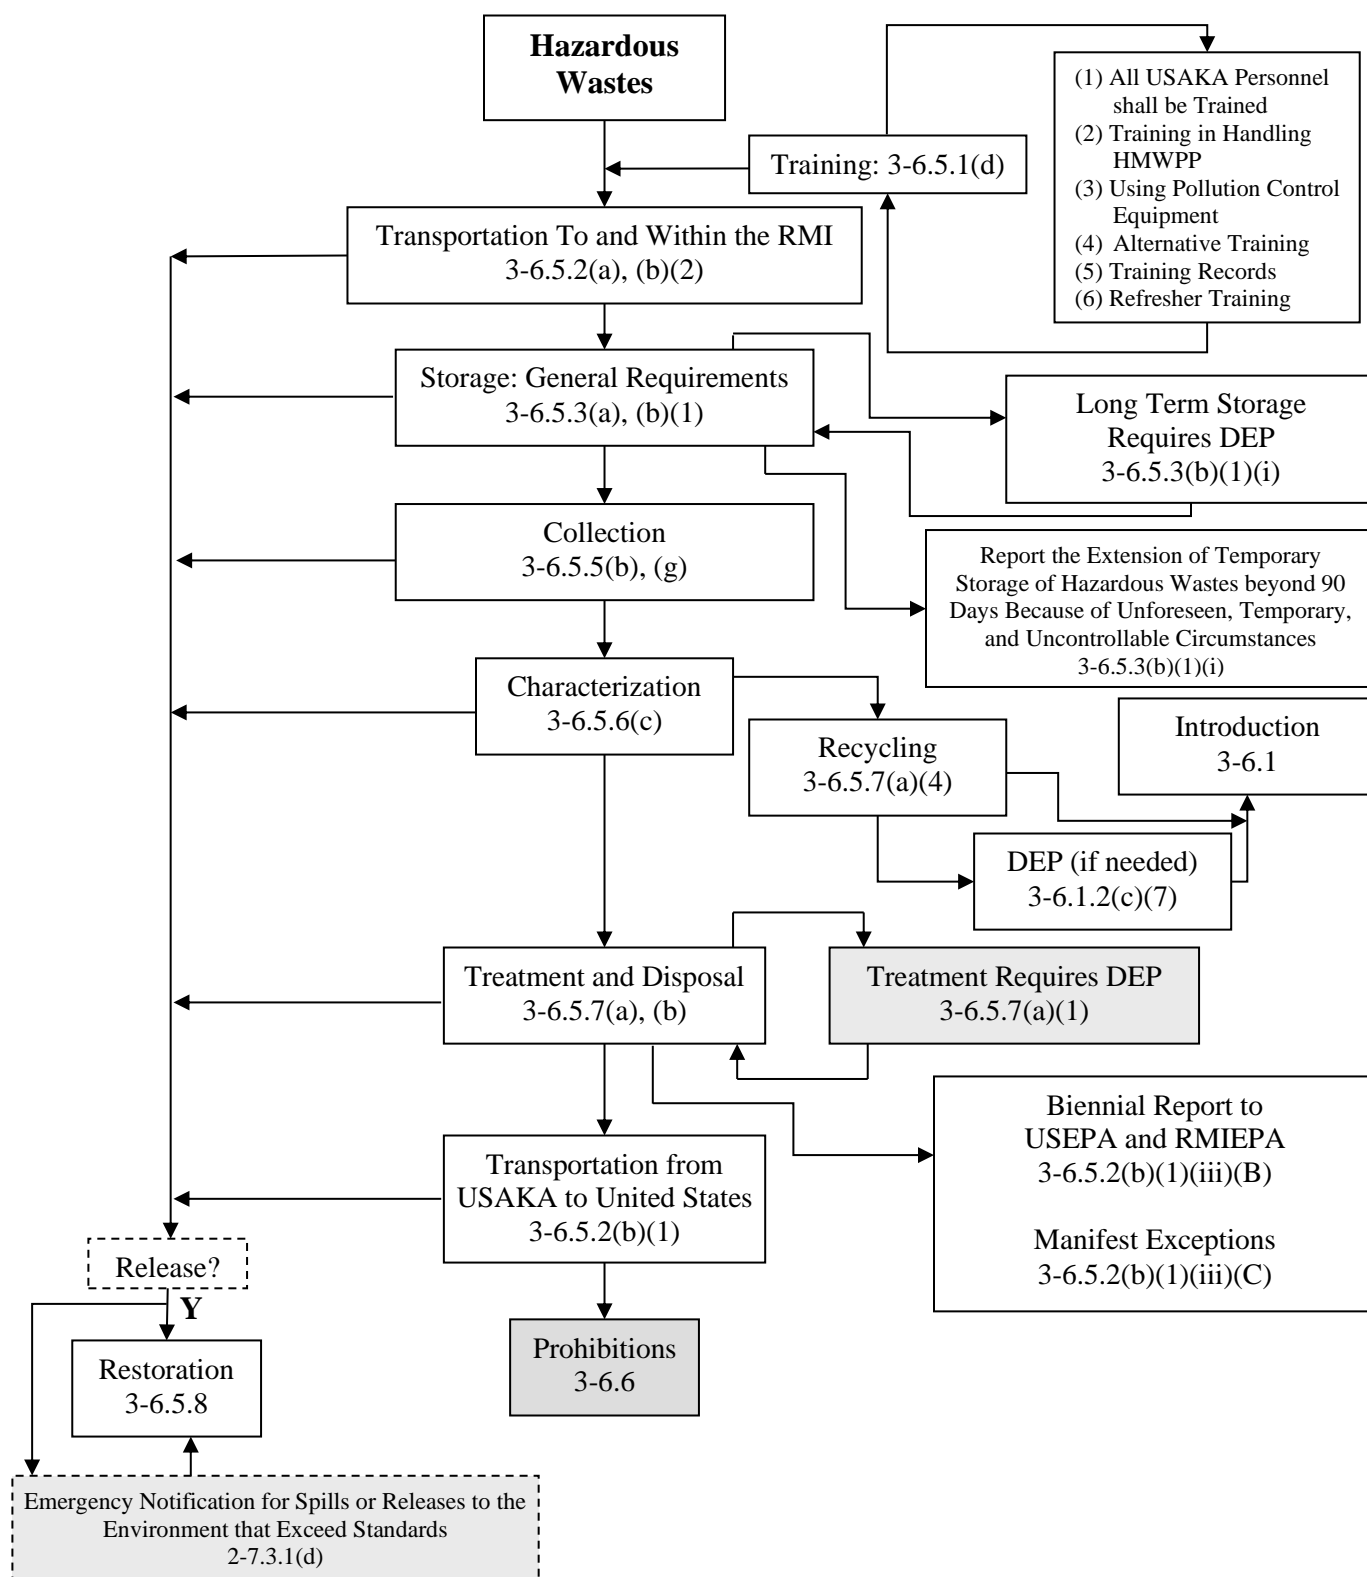 Hazardous
Wastes
(1) All USAKA Personnel
shall be Trained
(2) Training in Handling
HMWPP
(3) Using Pollution Control
Equipment
(4) Alternative Training
(5) Training Records
(6) Refresher Training
Training: 3-6.5.1(d)
Transportation To and Within the RMI
3-6.5.2(a), (b)(2)
Storage: General Requirements
3-6.5.3(a), (b)(1)
Long Term Storage
Requires DEP
3-6.5.3(b)(1)(i)
Collection
3-6.5.5(b), (g)
Report the Extension of Temporary
Storage of Hazardous Wastes beyond 90
Days Because of Unforeseen, Temporary,
and Uncontrollable Circumstances
3-6.5.3(b)(1)(i)
Characterization
3-6.5.6(c)
Introduction
3-6.1
Recycling
3-6.5.7(a)(4)
DEP (if needed)
3-6.1.2(c)(7)
Treatment and Disposal
3-6.5.7(a), (b)
Treatment Requires DEP
3-6.5.7(a)(1)
Biennial Report to
USEPA and RMIEPA
3-6.5.2(b)(1)(iii)(B)
Manifest Exceptions
3-6.5.2(b)(1)(iii)(C)
Transportation from
USAKA to United States
3-6.5.2(b)(1)
Release?
Y
Prohibitions
3-6.6
Restoration
3-6.5.8
Emergency Notification for Spills or Releases to the
Environment that Exceed Standards
2-7.3.1(d)